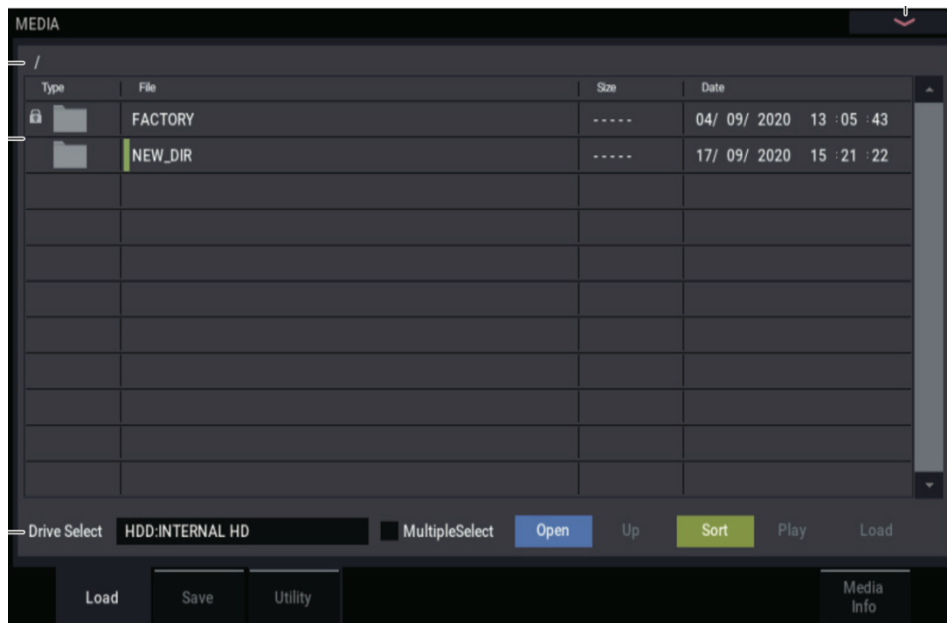 MEDIA
/
Type File Size Date
FACTORY ----- 04/ 09/ 2020 13 :05 :43
NEW_DIR ----- 17/ 09/ 2020 15 :21 :22
Drive Select HDD:INTERNAL HD MultipleSelect Open Up Sort Play Load
Load Save Utility Media
Info